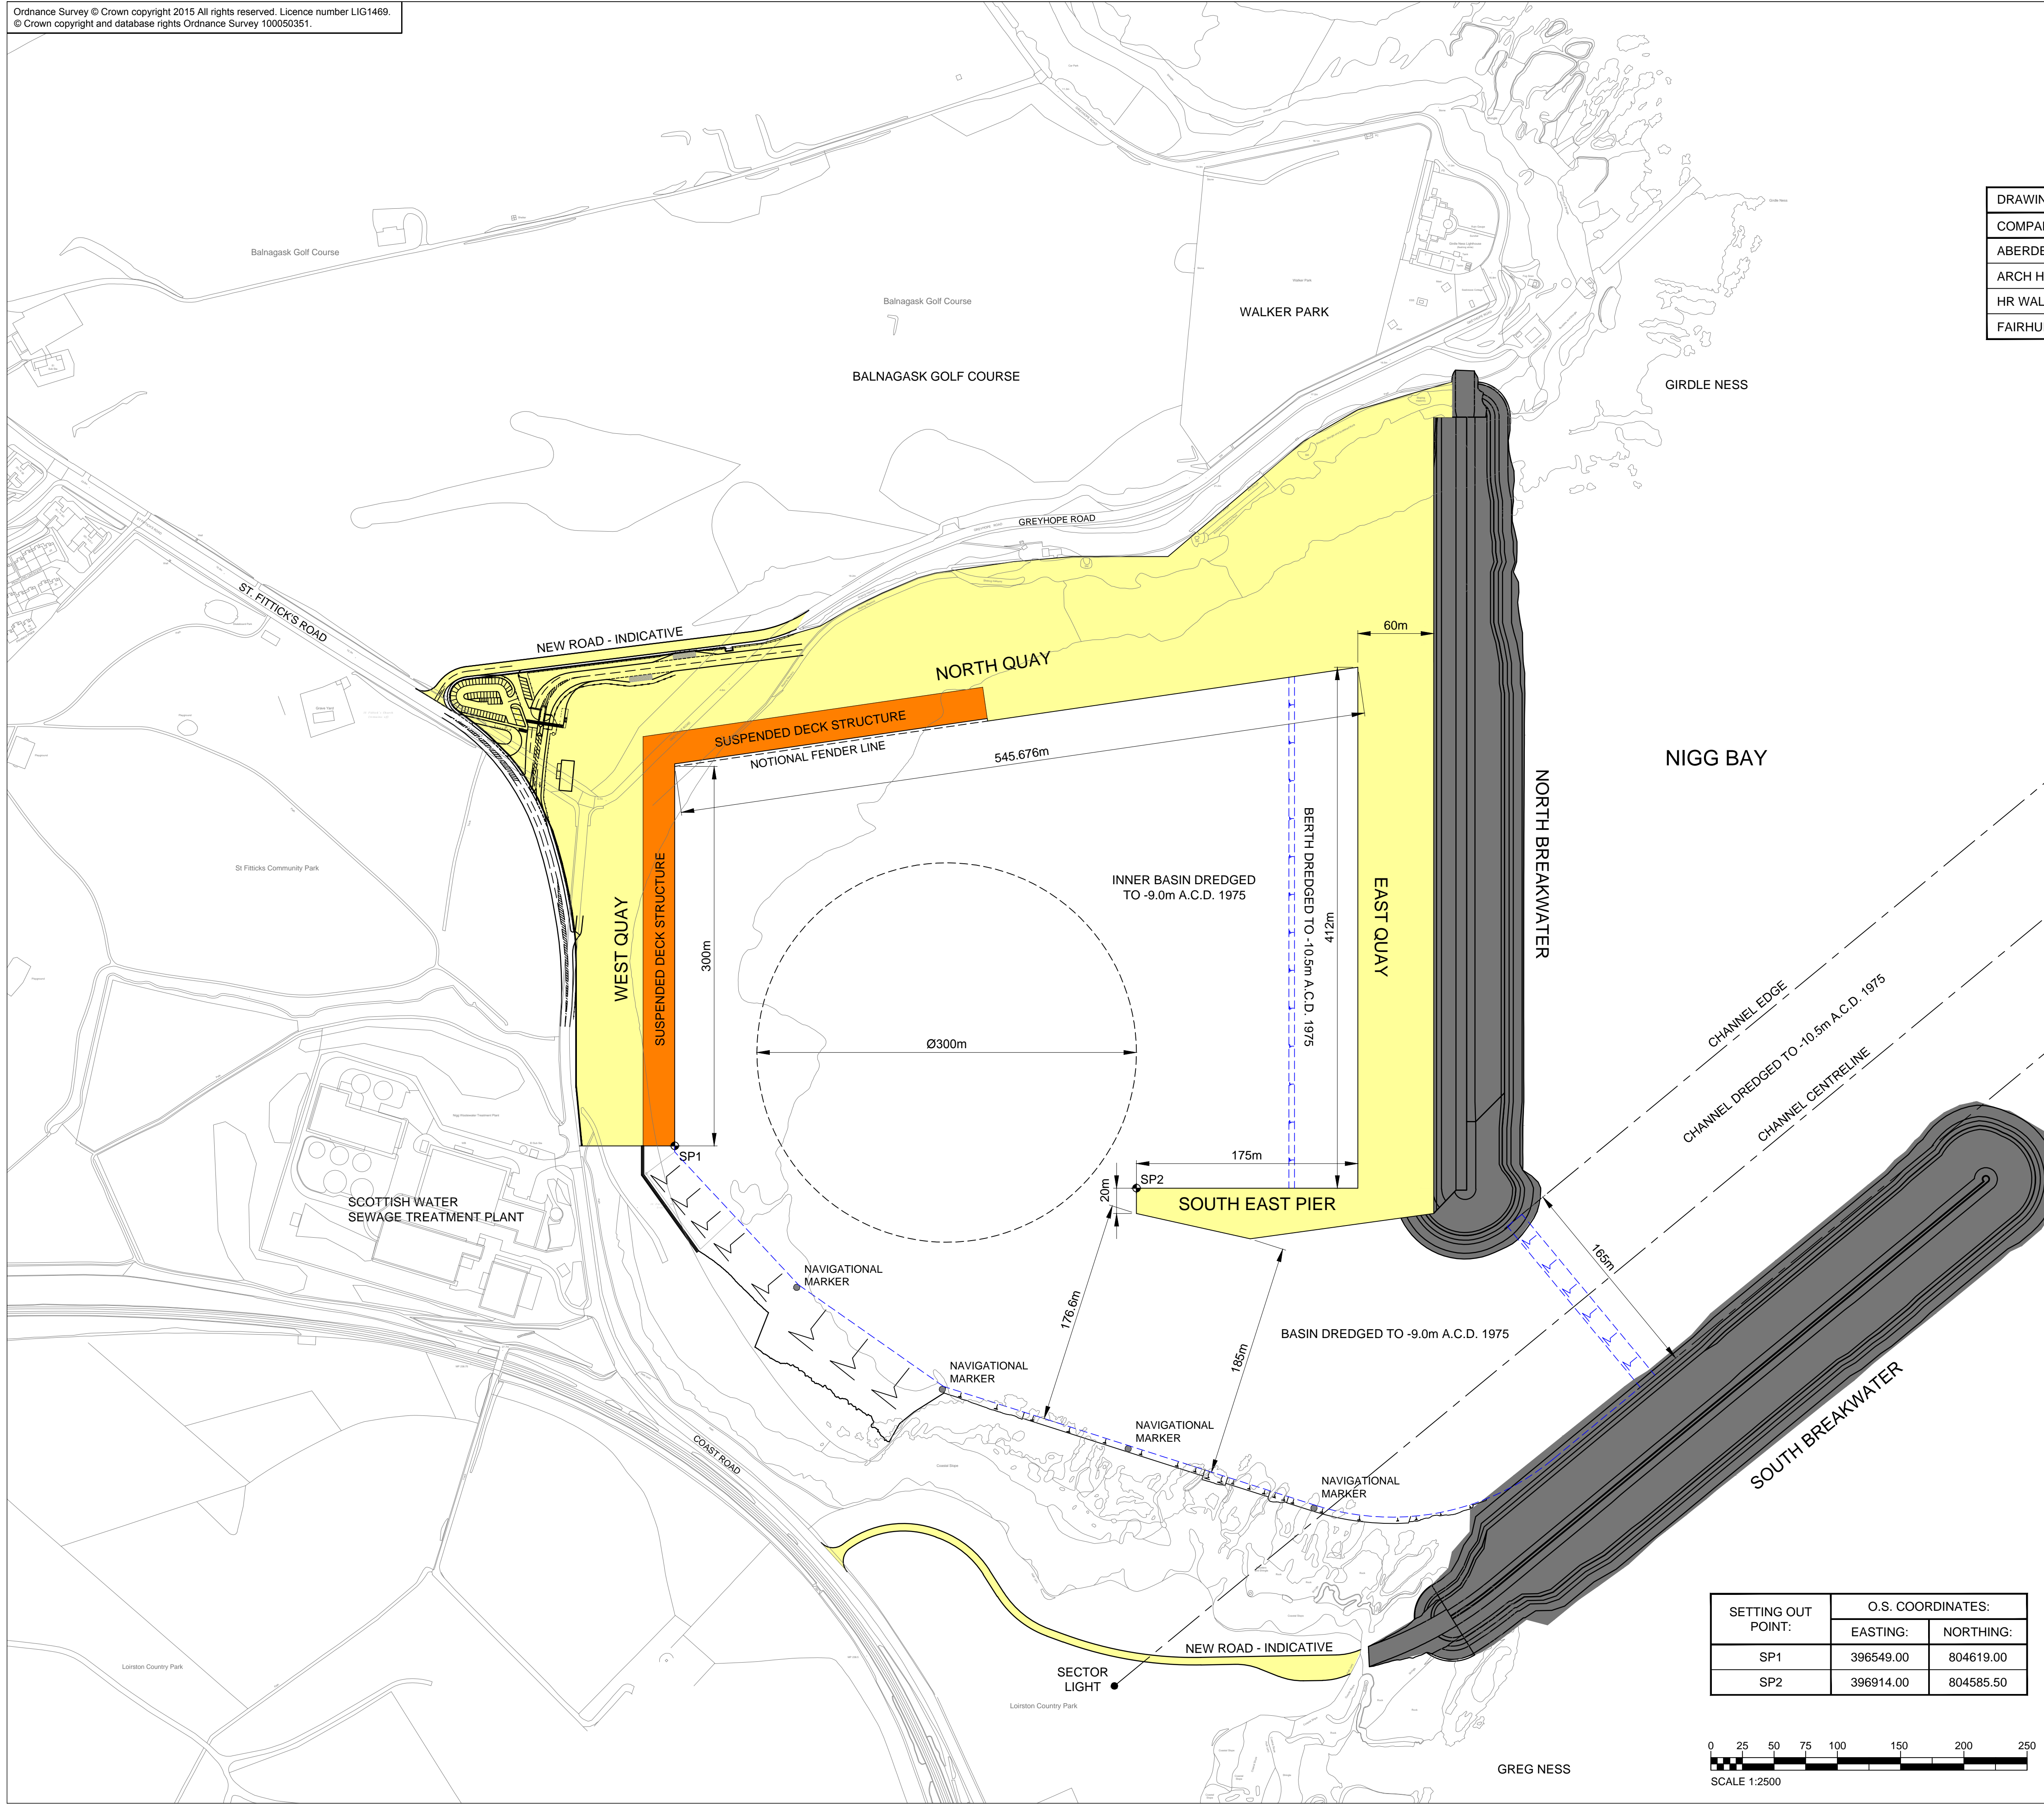 Ordnance Survey © Crown copyright 2015 All rights reserved. Licence number LIG1469.
© Crown copyright and database rights Ordnance Survey 100050351.
Girdle Ness
DRAWIN
COMPA
ABERDE
ARCH H
HR WAL
FAIRHU
Balnagask Golf Course
Balnagask Golf Course
Walker Park
WALKER PARK
BALNAGASK GOLF COURSE
GIRDLE NESS
GREYHOPE ROAD
ST. FITTICK'S ROAD
NEW ROAD - INDICATIVE
NORTH QUAY
60m
SUSPENDED DECK STRUCTURE
NOTIONAL FENDER LINE
545.676m
NIGG BAY
NORTH BREAKWATER
BERTH DREDGED TO -10.5m A.C.D. 1975
St Fitticks Community Park
INNER BASIN DREDGED
TO -9.0m A.C.D. 1975
WEST QUAY
SUSPENDED DECK STRUCTURE
300m
412m
EAST QUAY
Ø300m
CHANNEL EDGE
CHANNEL DREDGED TO -10.5m A.C.D. 1975
CHANNEL CENTRELINE
Nigg Wastewater Treatment Plant
SP1
175m
SP2
20m
SOUTH EAST PIER
SCOTTISH WATER
SEWAGE TREATMENT PLANT
165m
NAVIGATIONAL
MARKER
176.6m
185m
BASIN DREDGED TO -9.0m A.C.D. 1975
NAVIGATIONAL
MARKER
NAVIGATIONAL
MARKER
NAVIGATIONAL
MARKER
COAST ROAD
SOUTH BREAKWATER
NEW ROAD - INDICATIVE
SECTOR
LIGHT
Loirston Country Park
Loirston Country Park
GREG NESS
SETTING OUT
POINT:
O.S. COORDINATES:
EASTING: NORTHING:
SP1 396549.00 804619.00
SP2 396914.00 804585.50
0 25 50 75 100 150 200 250
SCALE 1:2500